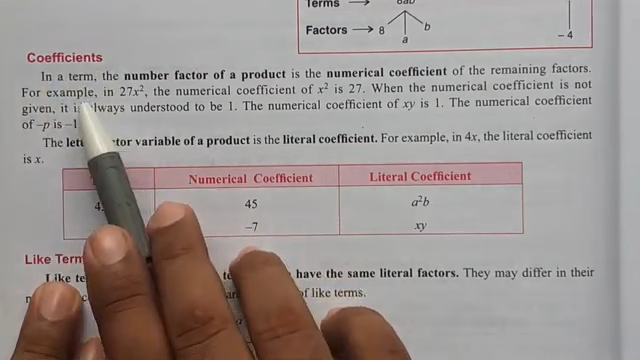 Terms
8ab
Factors
8
a
b
– 4
Coefficients
In a term, the number factor of a product is the numerical coefficient of the remaining factors.
For example, in 27x², the numerical coefficient of x² is 27. When the numerical coefficient is not
given, it is always understood to be 1. The numerical coefficient of xy is 1. The numerical coefficient
of –p is –1
The variable of a product is the literal coefficient. For example, in 4x, the literal coefficient
is x.
Numerical Coefficient Literal Coefficient
45 a²b
–7 xy
Like
Like have the same literal factors. They may differ in their
of like terms.